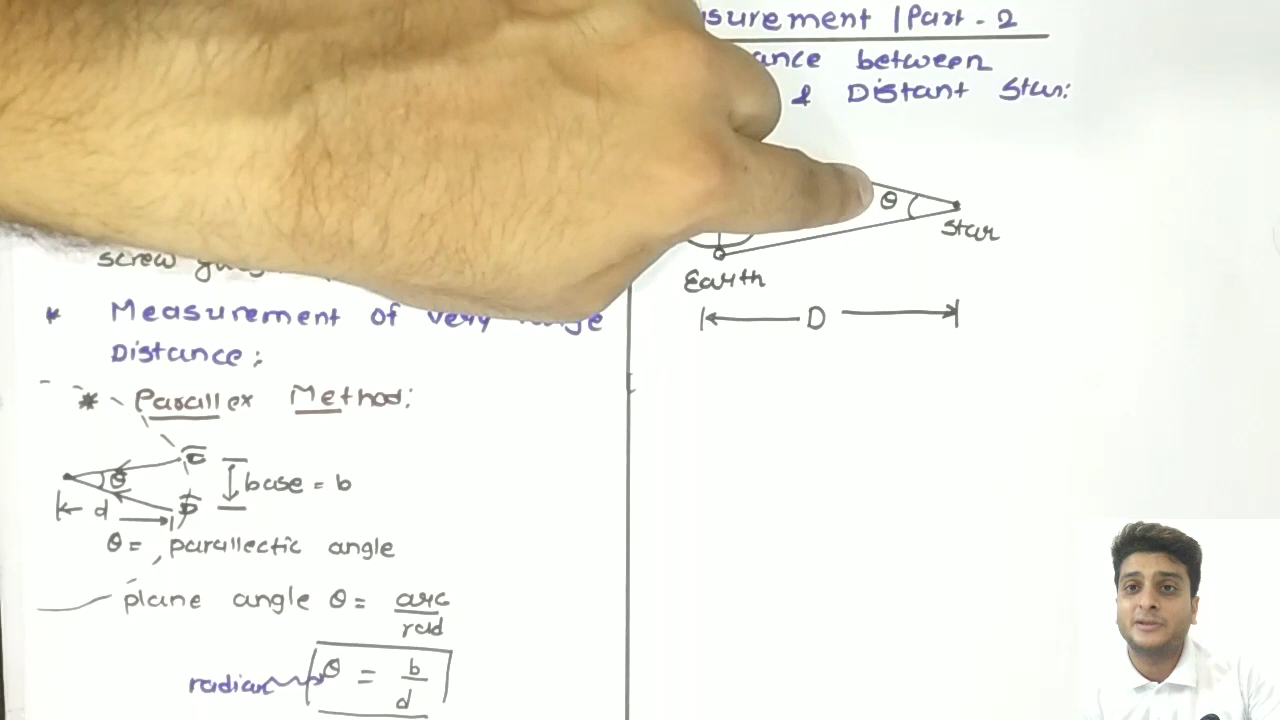 surement | Part - 2
ance between
& Distant Star:
θ
Star
Earth
D
screw
* Measurement of very
Distance:
* Parallex Method:
θ
base = b
d
θ = parallectic angle
plane angle θ = arc
rad
radian θ = b
d